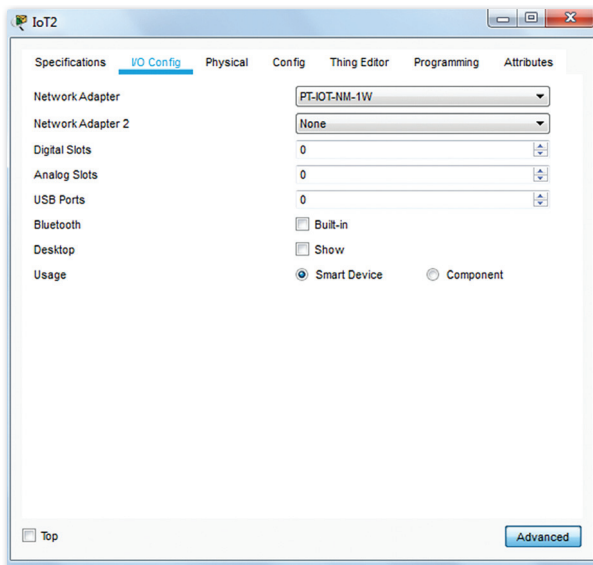 IoT2
Specifications I/O Config Physical Config Thing Editor Programming Attributes
Network Adapter PT-IOT-NM-1W
Network Adapter 2 None
Digital Slots 0
Analog Slots 0
USB Ports 0
Bluetooth Built-in
Desktop Show
Usage Smart Device Component
Top Advanced